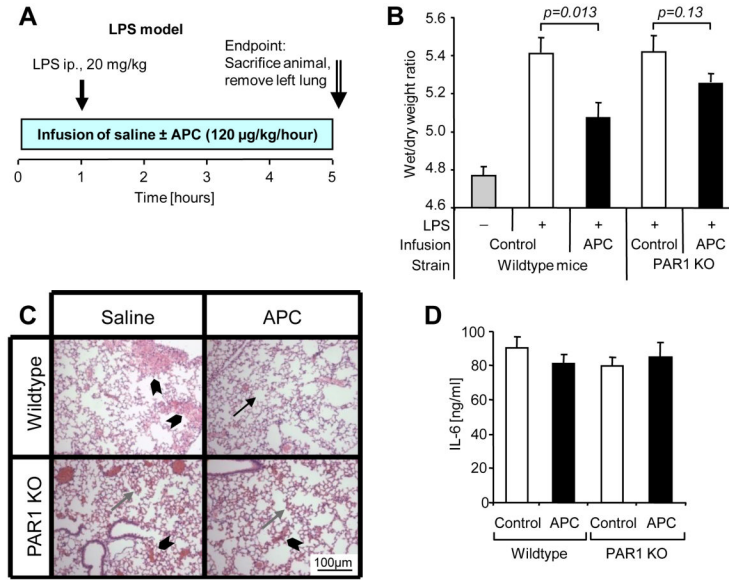 A
LPS model
LPS ip., 20 mg/kg
Endpoint:
Sacrifice animal,
remove left lung
Infusion of saline ± APC (120 µg/kg/hour)
0 1 2 3 4 5
Time [hours]
B
p=0.013 p=0.13
Wet/dry weight ratio
5.6
5.4
5.2
5.0
4.8
4.6
LPS – + + + +
Infusion Control APC Control APC
Strain Wildtype mice PAR1 KO
C
Saline APC
Wildtype
PAR1 KO
100µm
D
IL-6 [ng/ml]
100
80
60
40
20
0
Control APC Control APC
Wildtype PAR1 KO